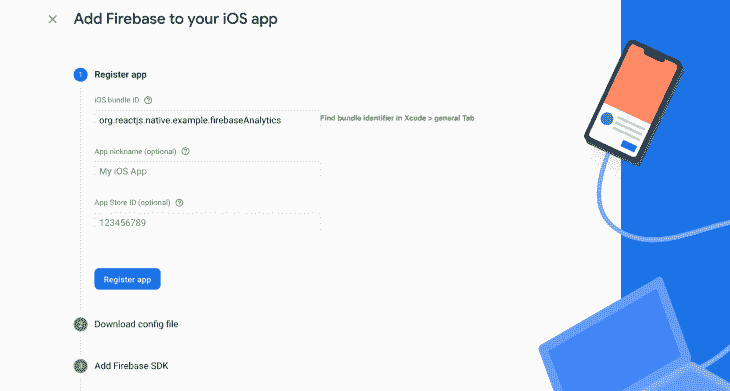 Add Firebase to your iOS app
1 Register app
iOS bundle ID
org.reactjs.native.example.firebaseAnalytics Find bundle identifier in Xcode > general Tab
App nickname (optional)
My iOS App
App Store ID (optional)
123456789
Register app
Download config file
Add Firebase SDK